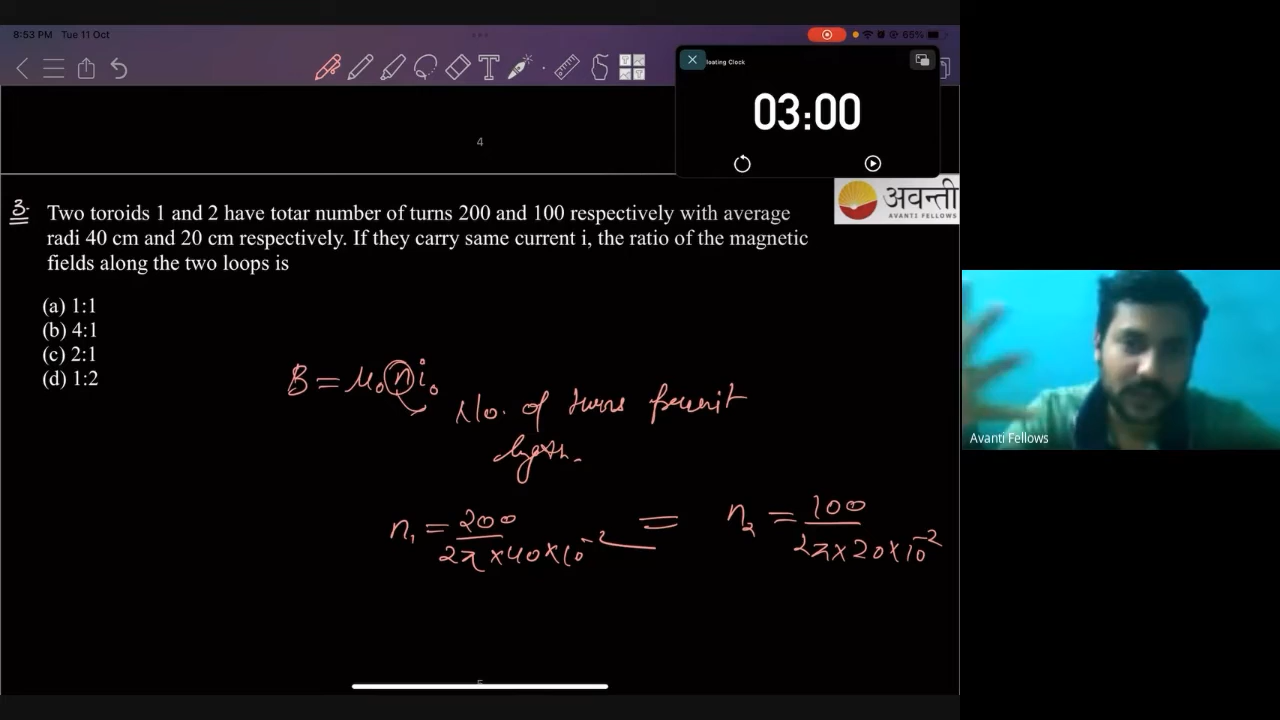 8:53 PM Tue 11 Oct
66%
loating Clock
03:00
4
अवन्ती
AVANTI FELLOWS
3.
Two toroids 1 and 2 have totar number of turns 200 and 100 respectively with average
radi 40 cm and 20 cm respectively. If they carry same current i, the ratio of the magnetic
fields along the two loops is
(a) 1:1
(b) 4:1
(c) 2:1
(d) 1:2
B = μ₀ n i₀
No. of turns per unit
length.
n₁ = 200 / 2π × 40 × 10⁻² = n₂ = 100 / 2π × 20 × 10⁻²
Avanti Fellows
5